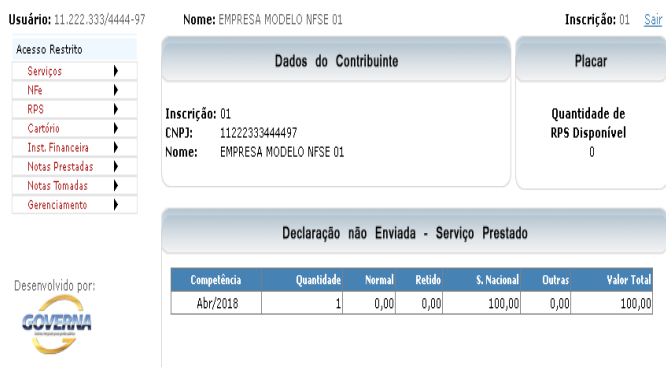 Usuário: 11.222.333/4444-97 Nome: EMPRESA MODELO NFSE 01 Inscrição: 01 Sair
Acesso Restrito
Serviços
NFe
RPS
Cartório
Inst. Financeira
Notas Prestadas
Notas Tomadas
Gerenciamento
Desenvolvido por:
GOVERNA
Dados do Contribuinte
Inscrição: 01
CNPJ: 11222333444497
Nome: EMPRESA MODELO NFSE 01
Placar
Quantidade de
RPS Disponível
0
Declaração não Enviada - Serviço Prestado
Competência Quantidade Normal Retido S. Nacional Outras Valor Total
Abr/2018 1 0,00 0,00 100,00 0,00 100,00